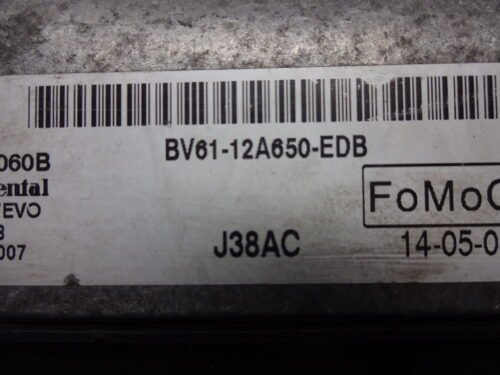 BV61-12A650-EDB
060B
ental
EVO
FoMoC
007
J38AC
14-05-0